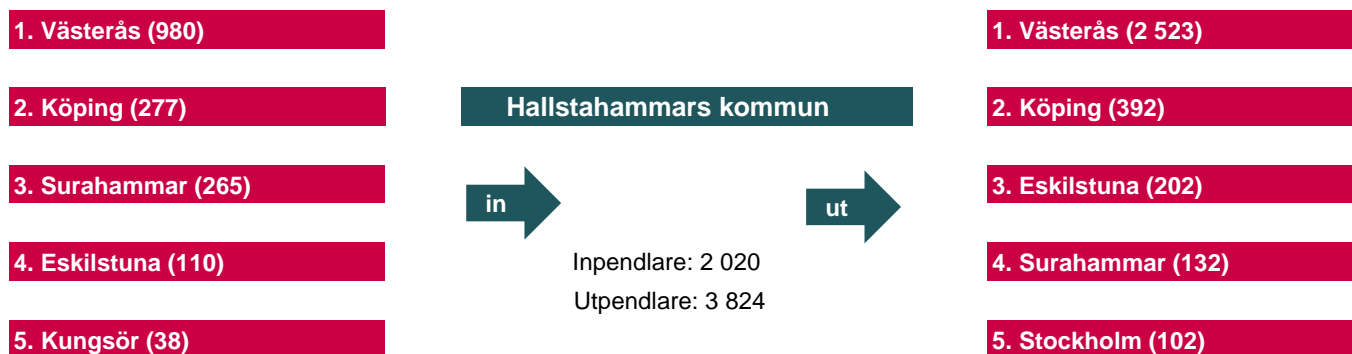 1. Västerås (980)
2. Köping (277)
3. Surahammar (265)
4. Eskilstuna (110)
5. Kungsör (38)
Hallstahammars kommun
in
ut
Inpendlare: 2 020
Utpendlare: 3 824
1. Västerås (2 523)
2. Köping (392)
3. Eskilstuna (202)
4. Surahammar (132)
5. Stockholm (102)